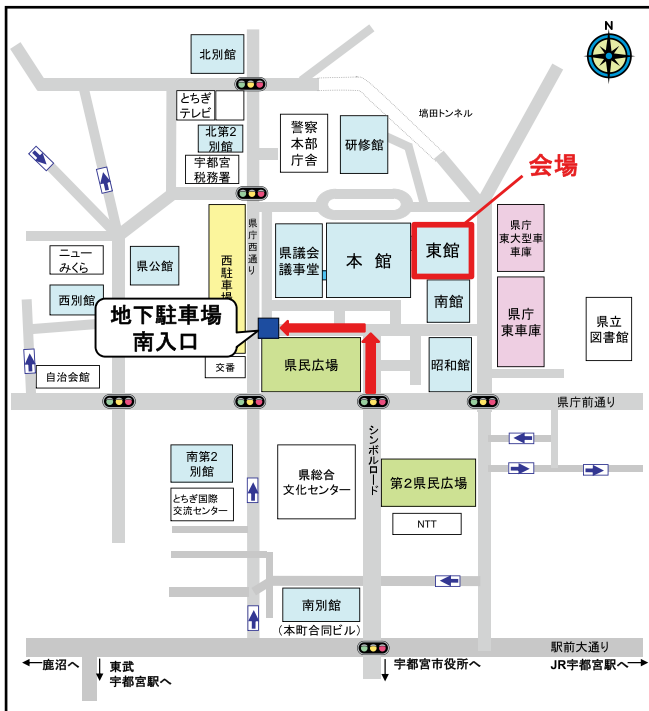 N
北別館
とちぎ
テレビ
塙田トンネル
北第2
別館
警察
本部
庁舎
研修館
宇都宮
税務署
会場
県庁西通り
県庁
東大型車
車庫
県議会
議事堂
本館
東館
西駐車場
ニュー
みくら
県公館
西別館
南館
地下駐車場
南入口
県庁
東車庫
県立
図書館
交番
県民広場
昭和館
自治会館
県庁前通り
シンボルロード
南第2
別館
県総合
文化センター
第2県民広場
とちぎ国際
交流センター
NTT
南別館
(本町合同ビル)
駅前大通り
鹿沼へ
東武
宇都宮駅へ
宇都宮市役所へ
JR宇都宮駅へ